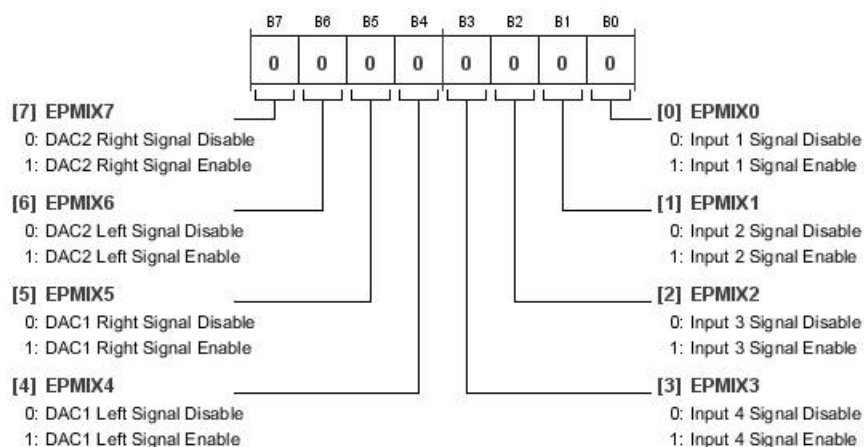 B7 B6 B5 B4 B3 B2 B1 B0
0 0 0 0 0 0 0 0
[7] EPMIX7
0: DAC2 Right Signal Disable
1: DAC2 Right Signal Enable
[6] EPMIX6
0: DAC2 Left Signal Disable
1: DAC2 Left Signal Enable
[5] EPMIX5
0: DAC1 Right Signal Disable
1: DAC1 Right Signal Enable
[4] EPMIX4
0: DAC1 Left Signal Disable
1: DAC1 Left Signal Enable
[0] EPMIX0
0: Input 1 Signal Disable
1: Input 1 Signal Enable
[1] EPMIX1
0: Input 2 Signal Disable
1: Input 2 Signal Enable
[2] EPMIX2
0: Input 3 Signal Disable
1: Input 3 Signal Enable
[3] EPMIX3
0: Input 4 Signal Disable
1: Input 4 Signal Enable